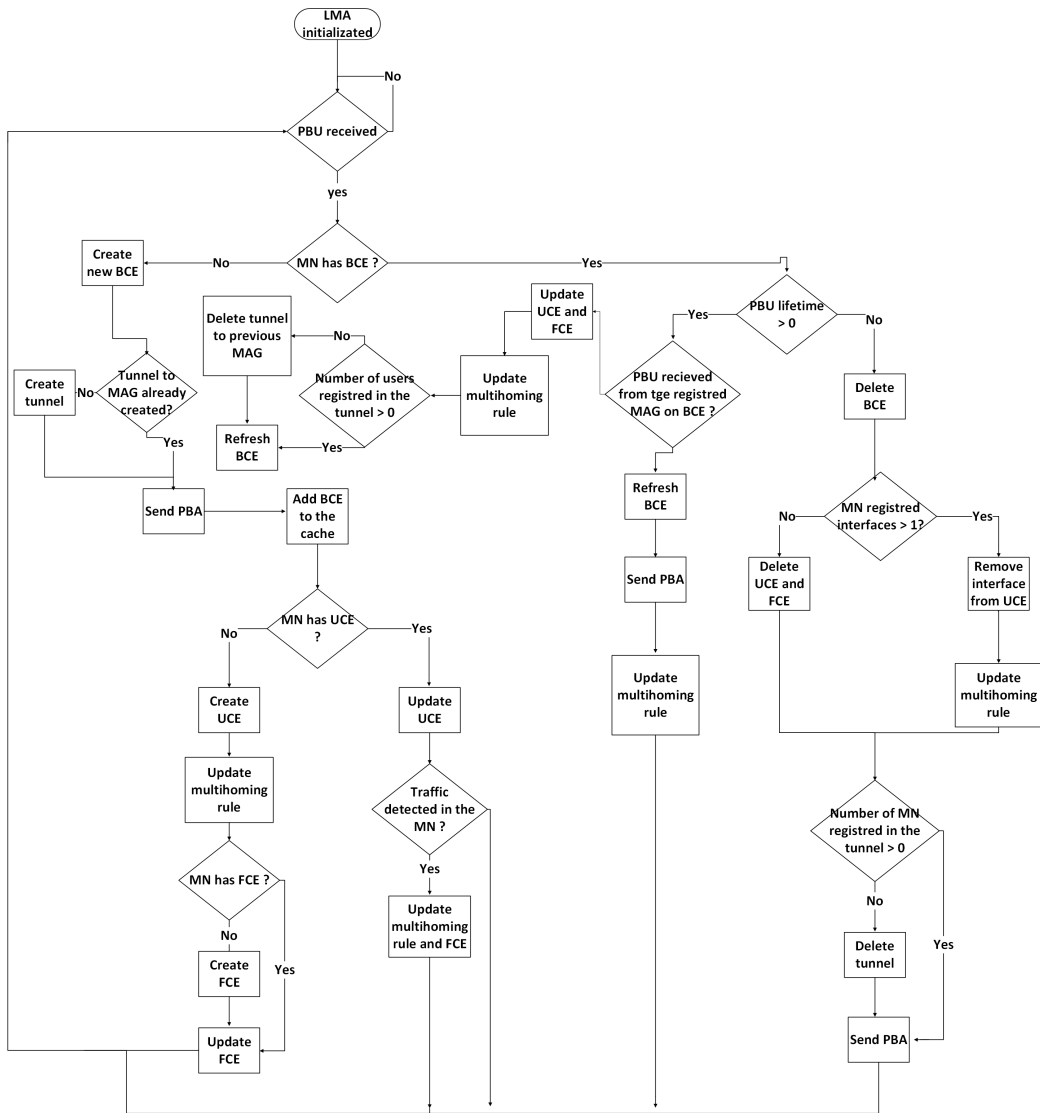 LMA
initializated
No
PBU received
yes
Create
new BCE
No
MN has BCE ?
Yes
PBU lifetime
> 0
Yes
No
Update
UCE and
FCE
Delete tunnel
to previous
MAG
No
Number of users
registred in the
tunnel > 0
Yes
Refresh
BCE
Update
multihoming
rule
PBU recieved
from tge registred
MAG on BCE ?
Delete
BCE
Create
tunnel
No
Tunnel to
MAG already
created?
Yes
Send PBA
Add BCE
to the
cache
Refresh
BCE
No
MN registred
interfaces > 1?
Yes
Send PBA
Delete
UCE and
FCE
Remove
interface
from UCE
No
MN has UCE
?
Yes
Create
UCE
Update
UCE
Update
multihoming
rule
Update
multihoming
rule
Update
multihoming
rule
Traffic
detected in the
MN ?
Yes
Number of MN
registred in the
tunnel > 0
MN has FCE ?
No
Yes
Update
multihoming
rule and FCE
No
Yes
Create
FCE
Delete
tunnel
Update
FCE
Send PBA